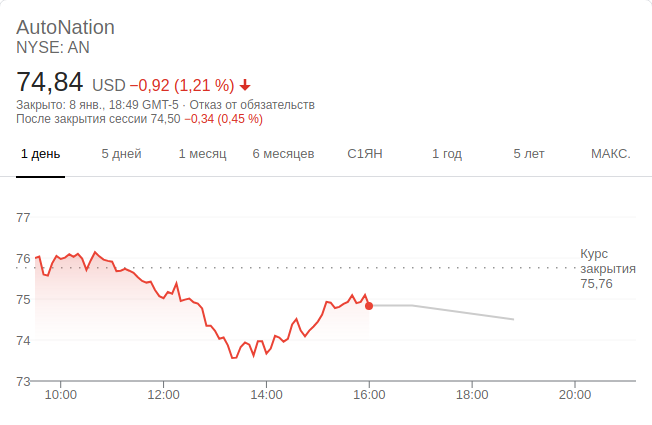 AutoNation
NYSE: AN
74,84 USD −0,92 (1,21 %)
Закрыто: 8 янв., 18:49 GMT-5 · Отказ от обязательств
После закрытия сессии 74,50 −0,34 (0,45 %)
1 день 5 дней 1 месяц 6 месяцев С1ЯН 1 год 5 лет МАКС.
77
76
75
74
73
Курс
закрытия
75,76
10:00 12:00 14:00 16:00 18:00 20:00